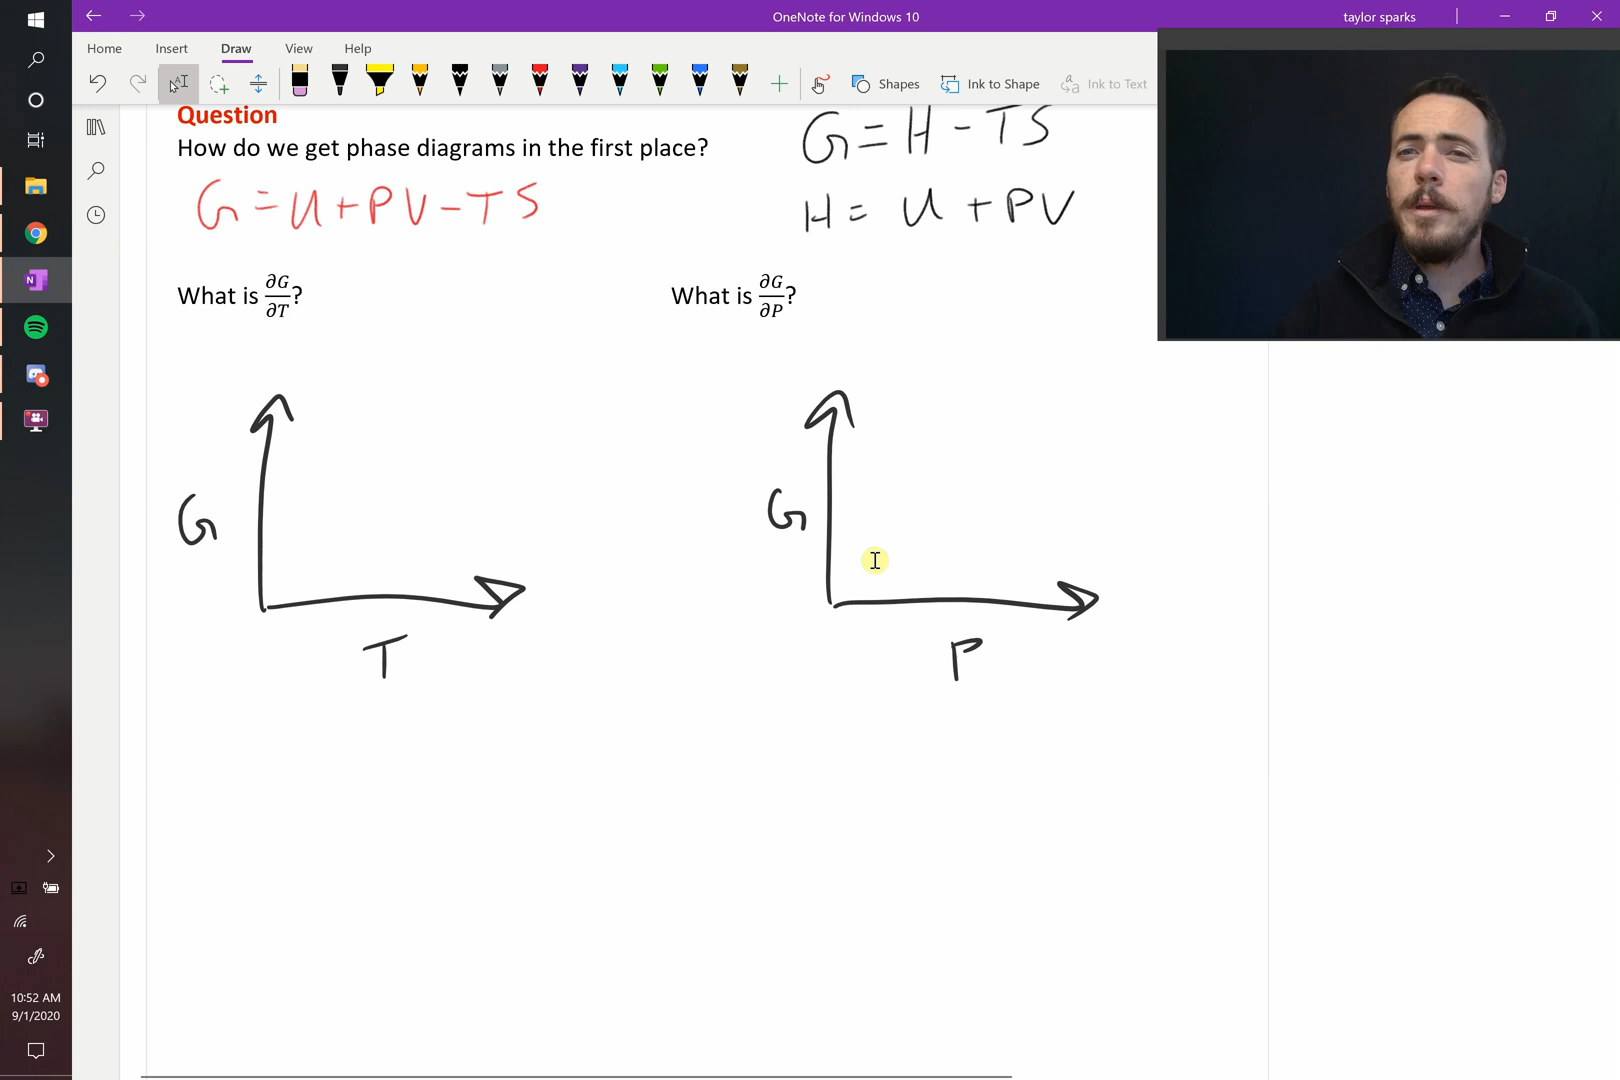 OneNote for Windows 10
taylor sparks
Home Insert Draw View Help
Shapes Ink to Shape Ink to Text
Question
How do we get phase diagrams in the first place?
G = U + PV - TS
G = H - TS
H = U + PV
What is ∂G/∂T?
What is ∂G/∂P?
G
T
G
P
10:52 AM
9/1/2020